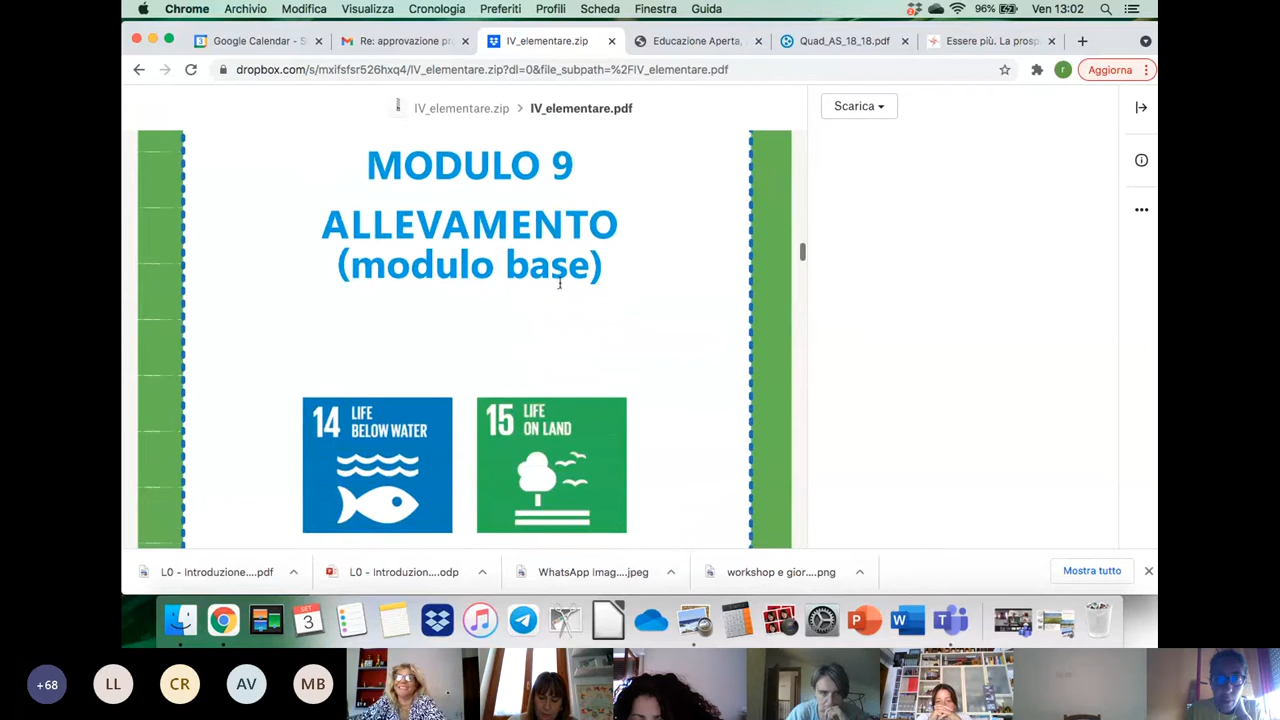 Chrome Archivio Modifica Visualizza Cronologia Preferiti Profili Scheda Finestra Guida 96% Ven 13:02
Google Calendar - S Re: approvazione pr IV_elementare.zip Educazione Aperta, Quad_AS_18_18.pdf Essere più. La prosp
dropbox.com/s/mxifsfsr526hxq4/IV_elementare.zip?dl=0&file_subpath=%2FIV_elementare.pdf r Aggiorna
IV_elementare.zip > IV_elementare.pdf Scarica
MODULO 9
ALLEVAMENTO
(modulo base)
14 LIFE
BELOW WATER
15 LIFE
ON LAND
L0 - Introduzione....pdf L0 - Introduzion....odp WhatsApp Imag....jpeg workshop e gior....png Mostra tutto
SET
3
+68 LL CR AV MB